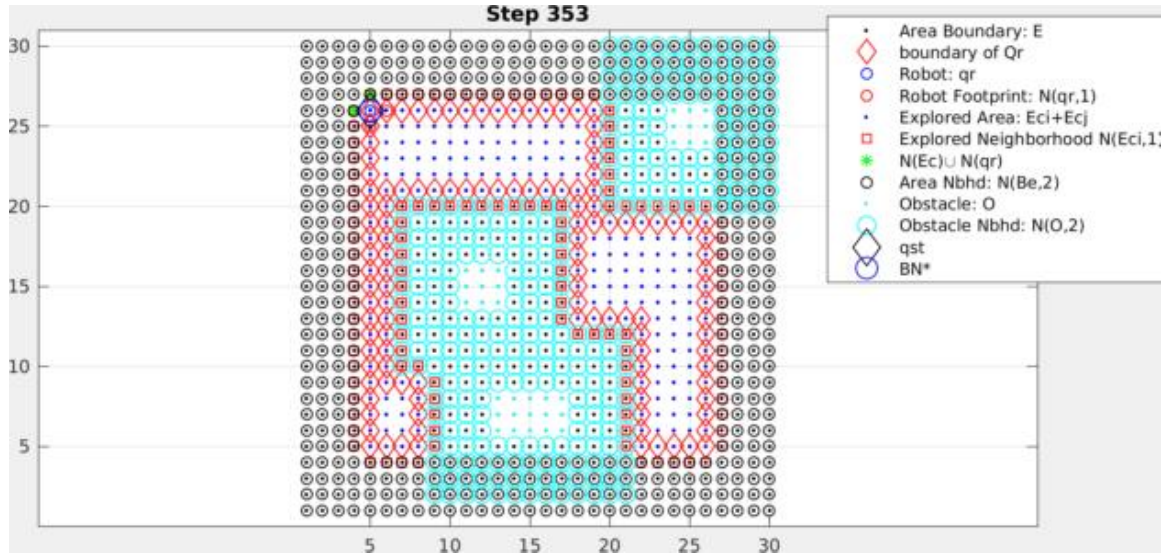 Step 353
Area Boundary: E
boundary of Qr
Robot: qr
Robot Footprint: N(qr,1)
Explored Area: Eci+Ecj
Explored Neighborhood N(Eci,1)
N(Ec)∪ N(qr)
Area Nbhd: N(Be,2)
Obstacle: O
Obstacle Nbhd: N(O,2)
qst
BN*
30
25
20
15
10
5
5 10 15 20 25 30